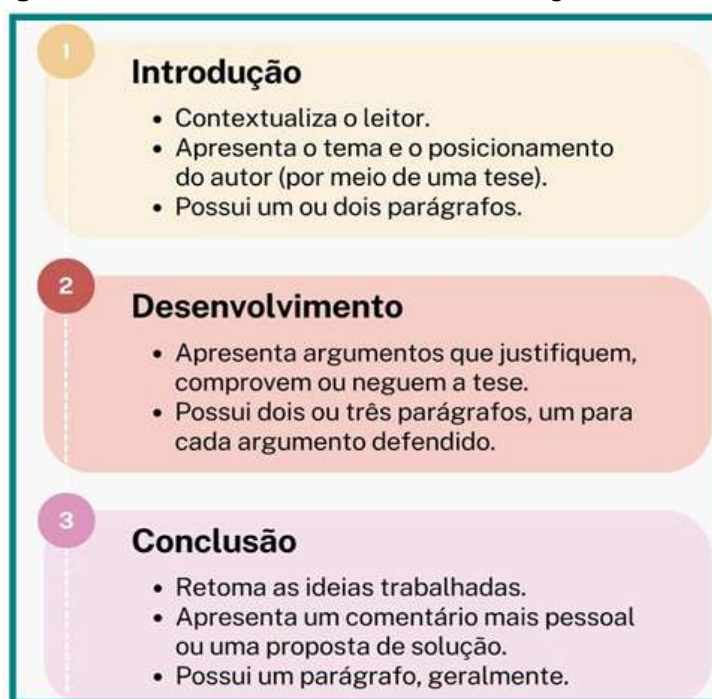 1
Introdução
• Contextualiza o leitor.
• Apresenta o tema e o posicionamento
do autor (por meio de uma tese).
• Possui um ou dois parágrafos.
2
Desenvolvimento
• Apresenta argumentos que justifiquem,
comprovem ou neguem a tese.
• Possui dois ou três parágrafos, um para
cada argumento defendido.
3
Conclusão
• Retoma as ideias trabalhadas.
• Apresenta um comentário mais pessoal
ou uma proposta de solução.
• Possui um parágrafo, geralmente.